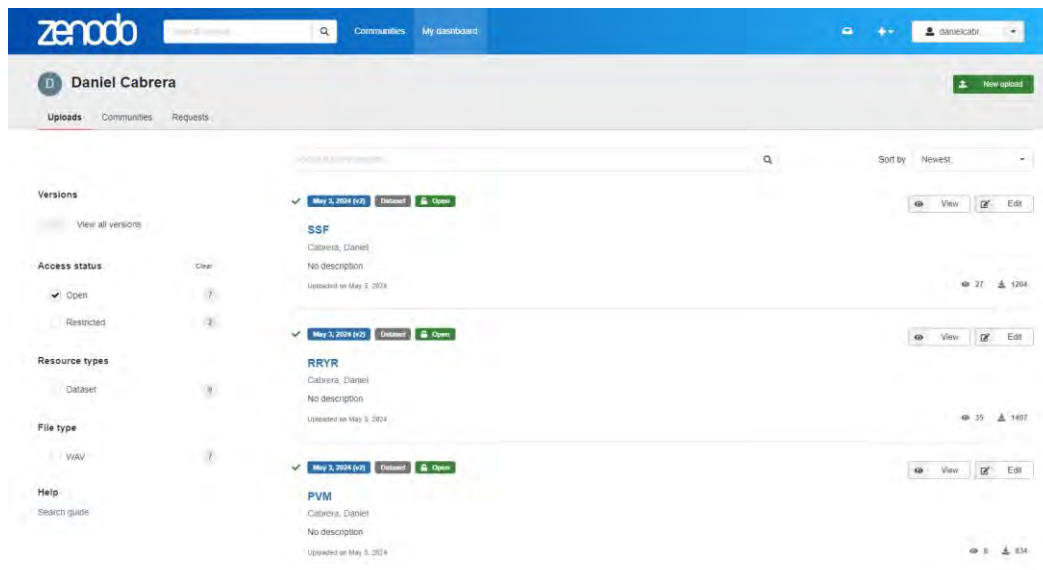 zenodo
Communities My dashboard
danielcabr...
D Daniel Cabrera
New upload
Uploads Communities Requests
Sort by Newest
Versions
View all versions
Access status Clear
Open 7
Restricted 2
Resource types
Dataset 9
File type
WAV 7
Help
Search guide
May 3, 2024 (v2) Dataset Open
View Edit
SSF
Cabrera, Daniel
No description
Uploaded on May 3, 2024
27 1204
May 3, 2024 (v2) Dataset Open
View Edit
RRYR
Cabrera, Daniel
No description
Uploaded on May 3, 2024
35 1497
May 3, 2024 (v2) Dataset Open
View Edit
PVM
Cabrera, Daniel
No description
Uploaded on May 3, 2024
834